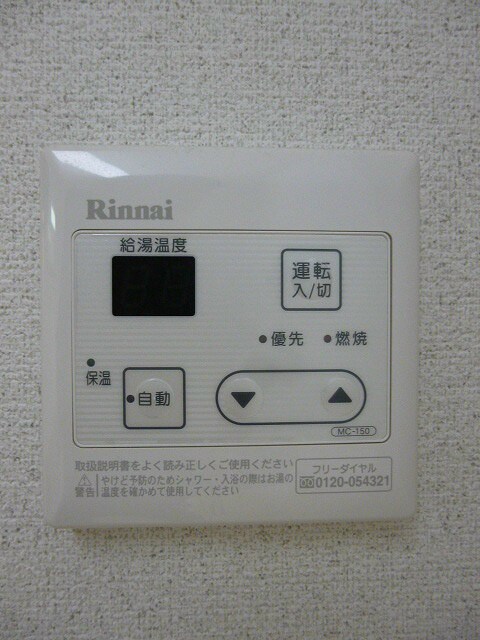 Rinnai
給湯温度
運転
入/切
優先 燃焼
保温
自動
MC-150
取扱説明書をよく読み正しくご使用ください
警告 やけど予防のためシャワー・入浴の際はお湯の
温度を確かめて使用してください
フリーダイヤル
0120-054321